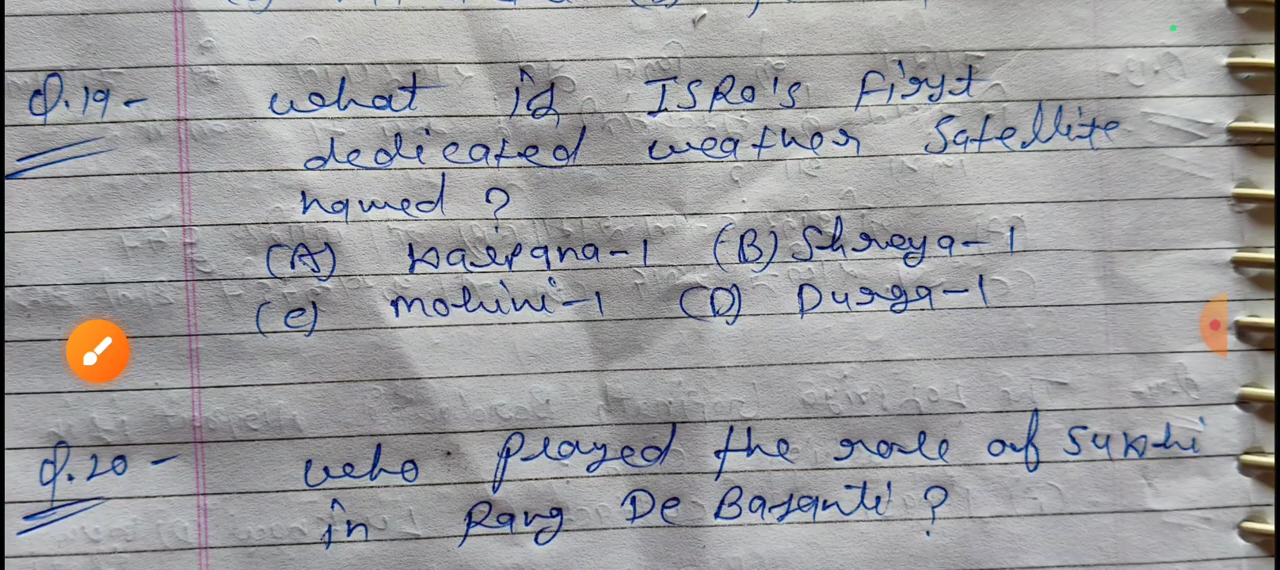 Q.19- What is ISRO's First
dedicated weather Satellite
named ?
(A) Kalpana-1 (B) Shreya-1
(C) Mohini-1 (D) Durga-1
Q.20- Who played the role of Sukhi
in Rang De Basanti ?